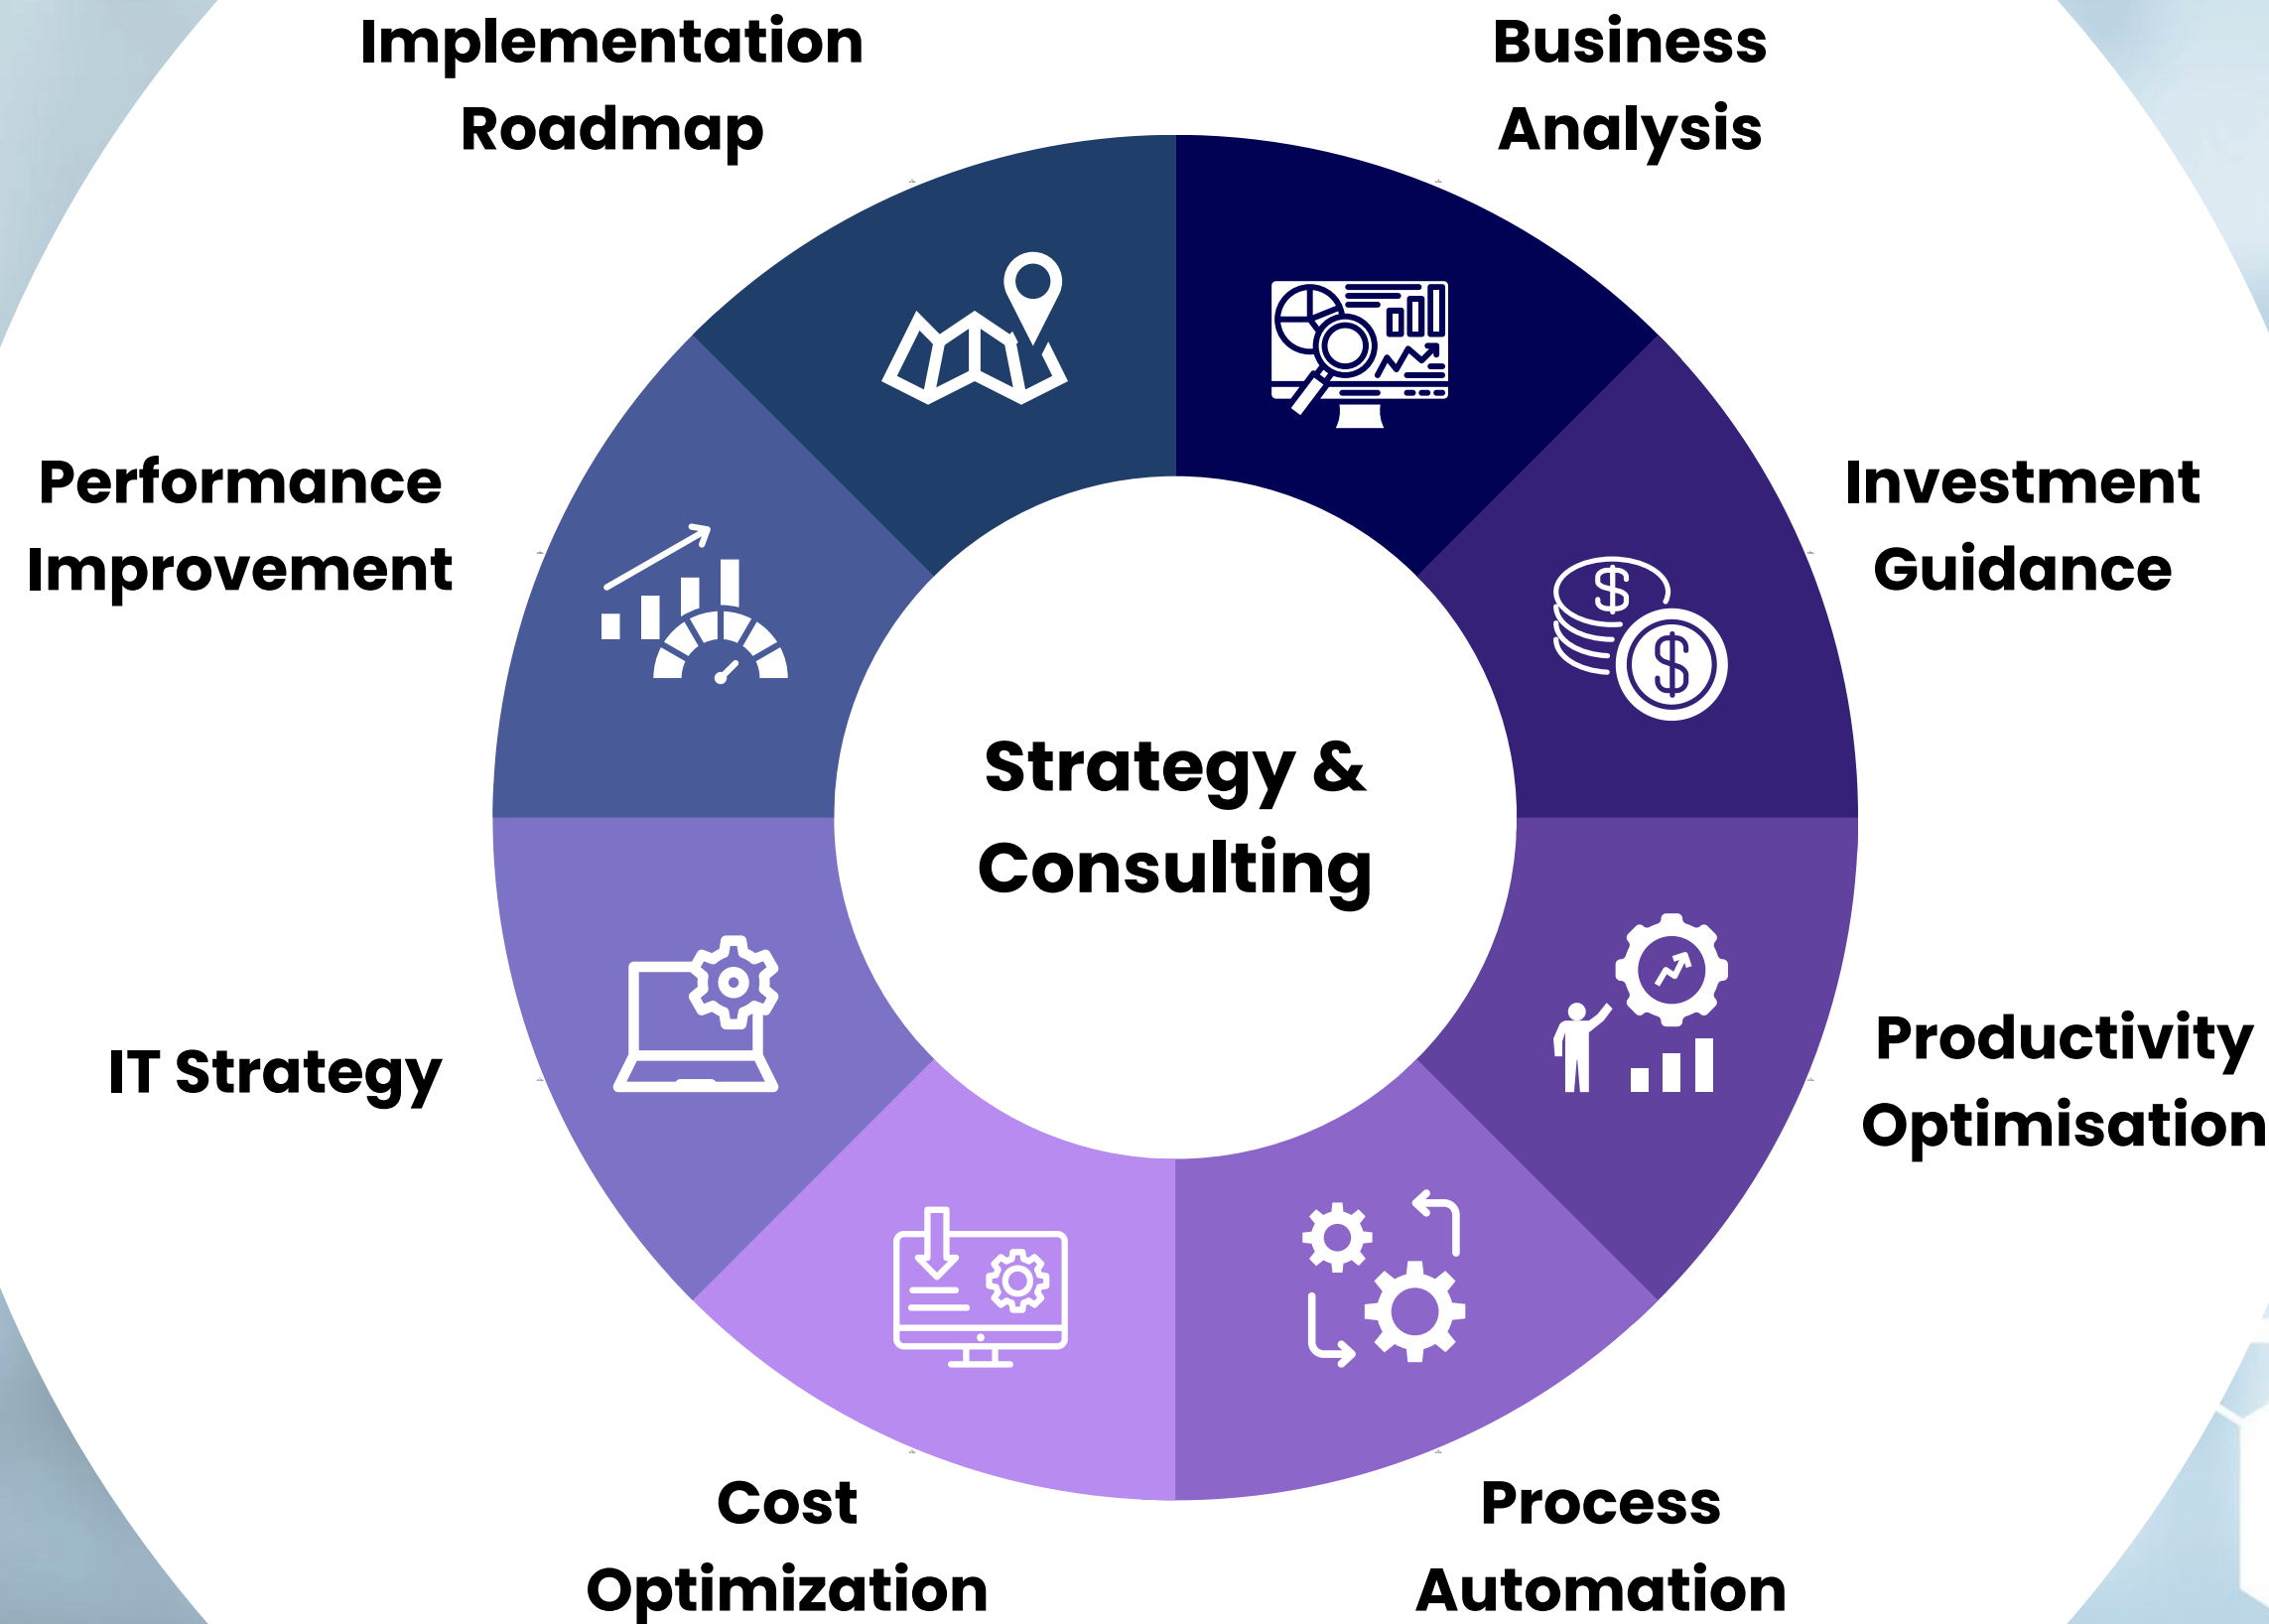 Implementation
Roadmap
Business
Analysis
Performance
Improvement
Investment
Guidance
$
$
Strategy &
Consulting
IT Strategy
Productivity
Optimisation
Cost
Optimization
Process
Automation